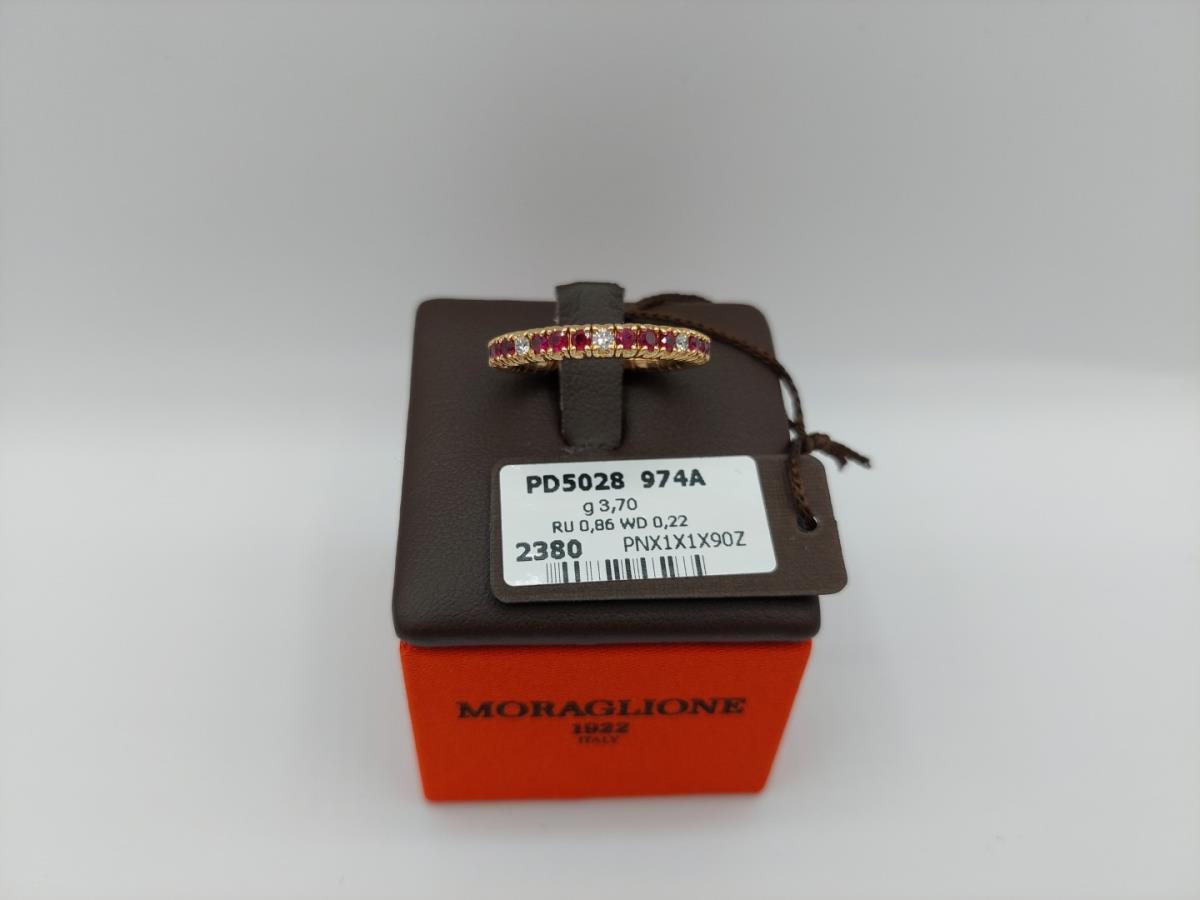 PD5028 974A
g 3,70
RU 0,86 WD 0,22
2380 PNX1X1X90Z
MORAGLIONE
1922
ITALY